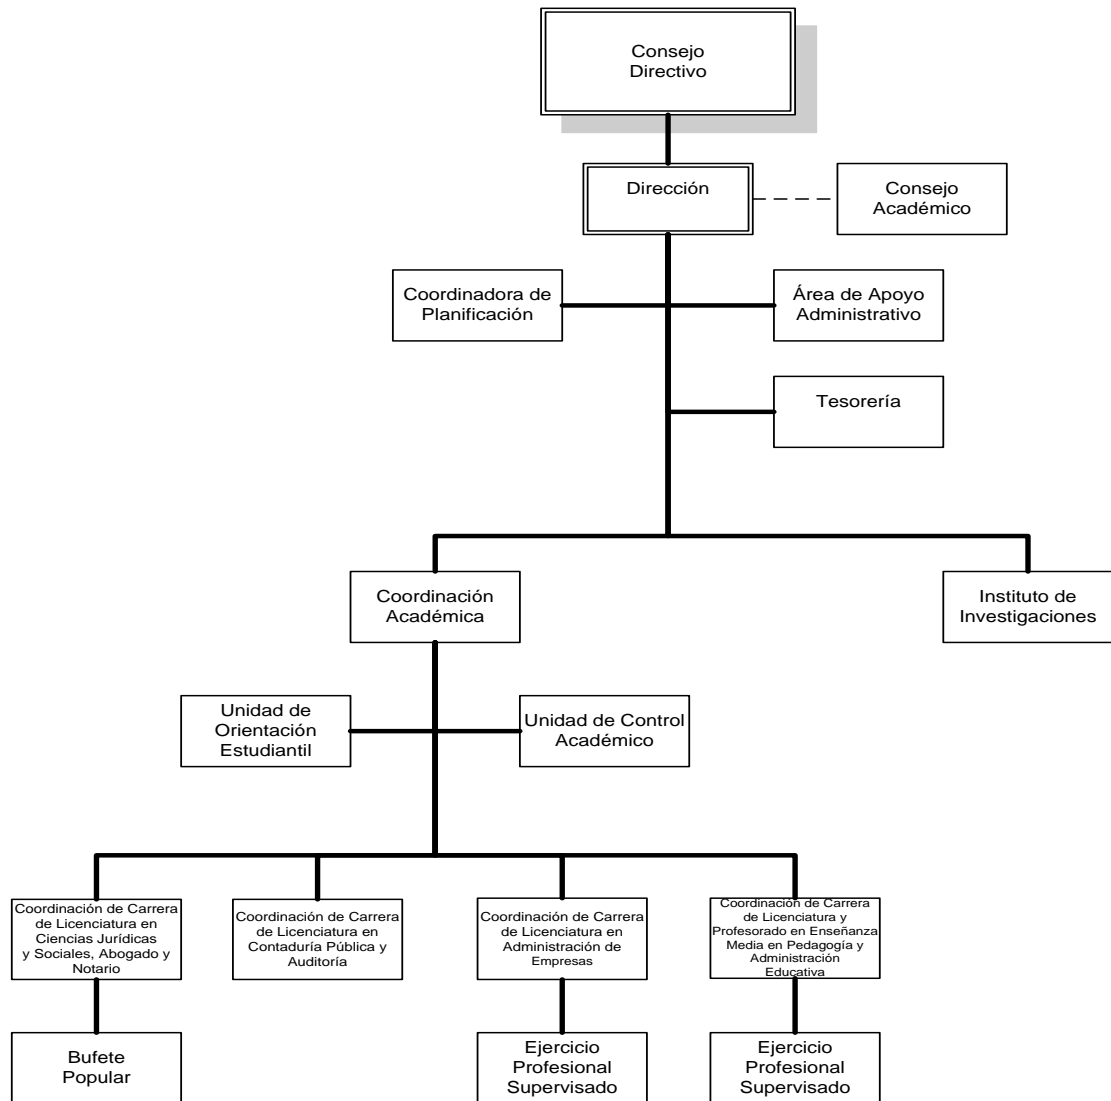 Consejo
Directivo
Dirección
Consejo
Académico
Coordinadora de
Planificación
Área de Apoyo
Administrativo
Tesorería
Coordinación
Académica
Instituto de
Investigaciones
Unidad de
Orientación
Estudiantil
Unidad de Control
Académico
Coordinación de Carrera
de Licenciatura en
Ciencias Jurídicas
y Sociales, Abogado y
Notario
Coordinación de Carrera
de Licenciatura en
Contaduría Pública y
Auditoría
Coordinación de Carrera
de Licenciatura en
Administración de
Empresas
Coordinación de Carrera
de Licenciatura y
Profesorado en Enseñanza
Media en Pedagogía y
Administración
Educativa
Bufete
Popular
Ejercicio
Profesional
Supervisado
Ejercicio
Profesional
Supervisado